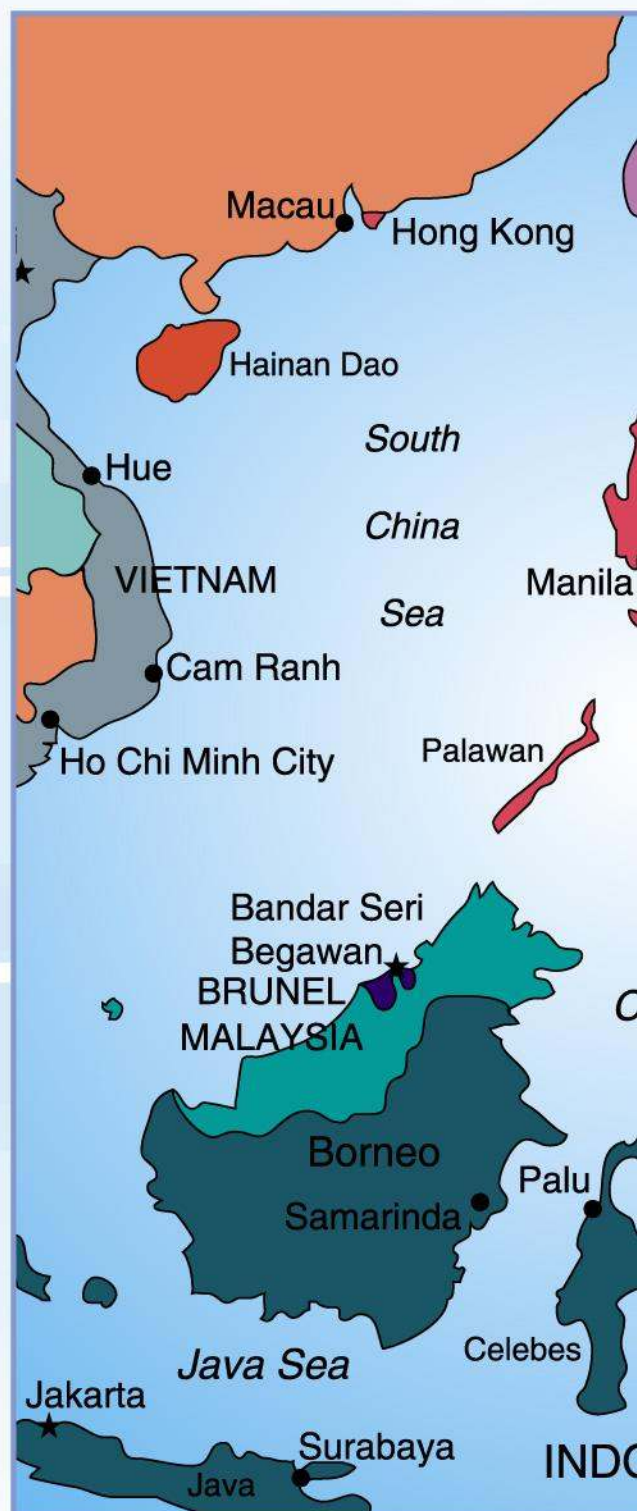 Macau
Hong Kong
Hainan Dao
South
Hue
China
VIETNAM
Manila
Sea
Cam Ranh
Palawan
Ho Chi Minh City
Bandar Seri
Begawan
BRUNEL
MALAYSIA
Borneo
Palu
Samarinda
Java Sea
Celebes
Jakarta
Surabaya
INDO
Java